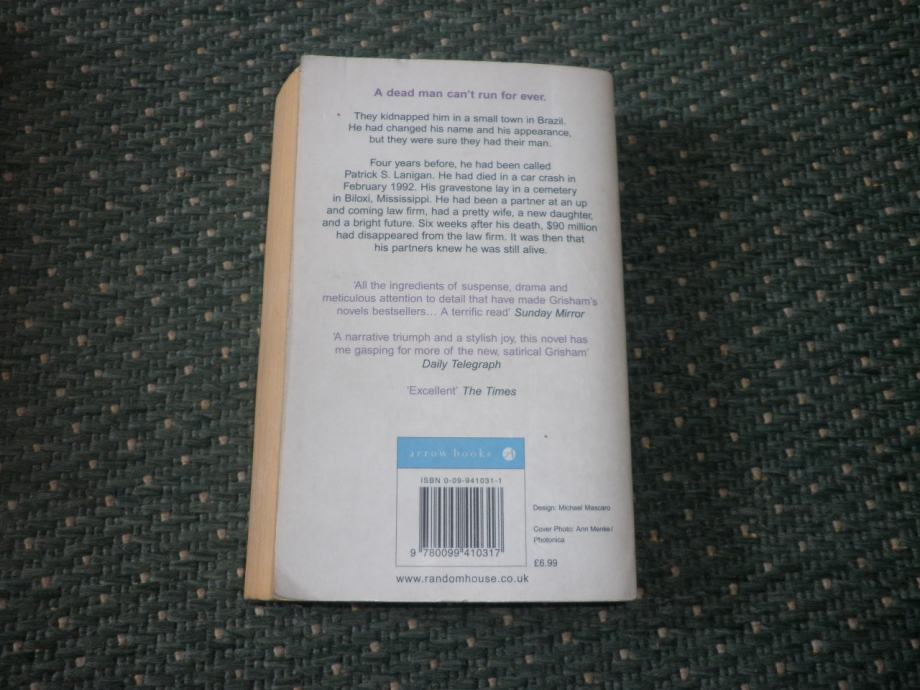 A dead man can't run for ever.
They kidnapped him in a small town in Brazil.
He had changed his name and his appearance,
but they were sure they had their man.
Four years before, he had been called
Patrick S. Lanigan. He had died in a car crash in
February 1992. His gravestone lay in a cemetery
in Biloxi, Mississippi. He had been a partner at an up
and coming law firm, had a pretty wife, a new daughter,
and a bright future. Six weeks after his death, $90 million
had disappeared from the law firm. It was then that
his partners knew he was still alive.
'All the ingredients of suspense, drama and
meticulous attention to detail that have made Grisham's
novels bestsellers... A terrific read' Sunday Mirror
'A narrative triumph and a stylish joy, this novel has
me gasping for more of the new, satirical Grisham'
Daily Telegraph
'Excellent' The Times
arrow books
ISBN 0-09-941031-1
9 780099 410317
Design: Michael Mascaro
Cover Photo: Ann Menke/
Photonica
£6.99
www.randomhouse.co.uk